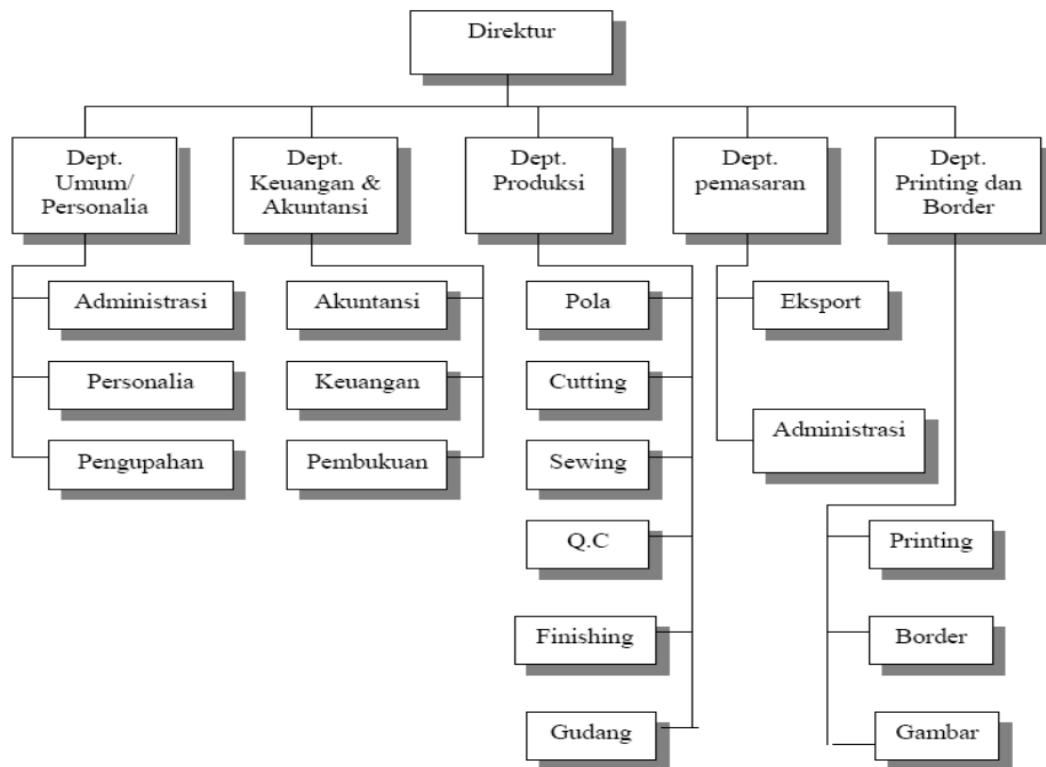 Direktur
Dept.
Umum/
Personalia
Dept.
Keuangan &
Akuntansi
Dept.
Produksi
Dept.
pemasaran
Dept.
Printing dan
Border
Administrasi
Personalia
Pengupahan
Akuntansi
Keuangan
Pembukuan
Pola
Cutting
Sewing
Q.C
Finishing
Gudang
Eksport
Administrasi
Printing
Border
Gambar